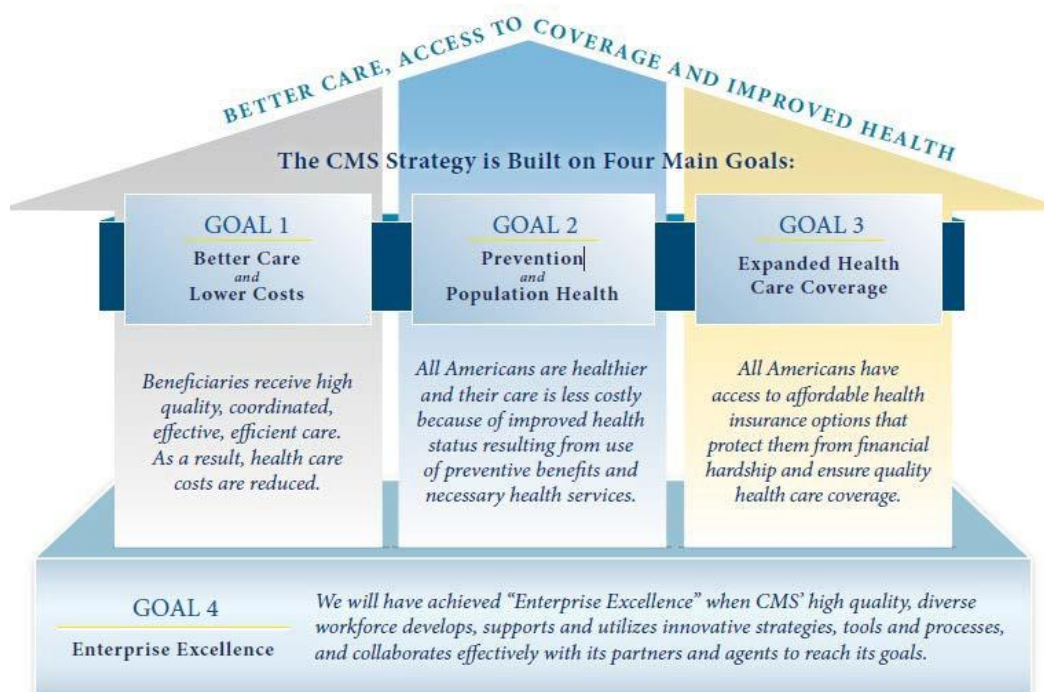 BETTER CARE, ACCESS TO COVERAGE AND IMPROVED HEALTH
The CMS Strategy is Built on Four Main Goals:
GOAL 1
Better Care
and
Lower Costs
Beneficiaries receive high
quality, coordinated,
effective, efficient care.
As a result, health care
costs are reduced.
GOAL 2
Prevention
and
Population Health
All Americans are healthier
and their care is less costly
because of improved health
status resulting from use
of preventive benefits and
necessary health services.
GOAL 3
Expanded Health
Care Coverage
All Americans have
access to affordable health
insurance options that
protect them from financial
hardship and ensure quality
health care coverage.
GOAL 4
Enterprise Excellence
We will have achieved “Enterprise Excellence” when CMS’ high quality, diverse
workforce develops, supports and utilizes innovative strategies, tools and processes,
and collaborates effectively with its partners and agents to reach its goals.